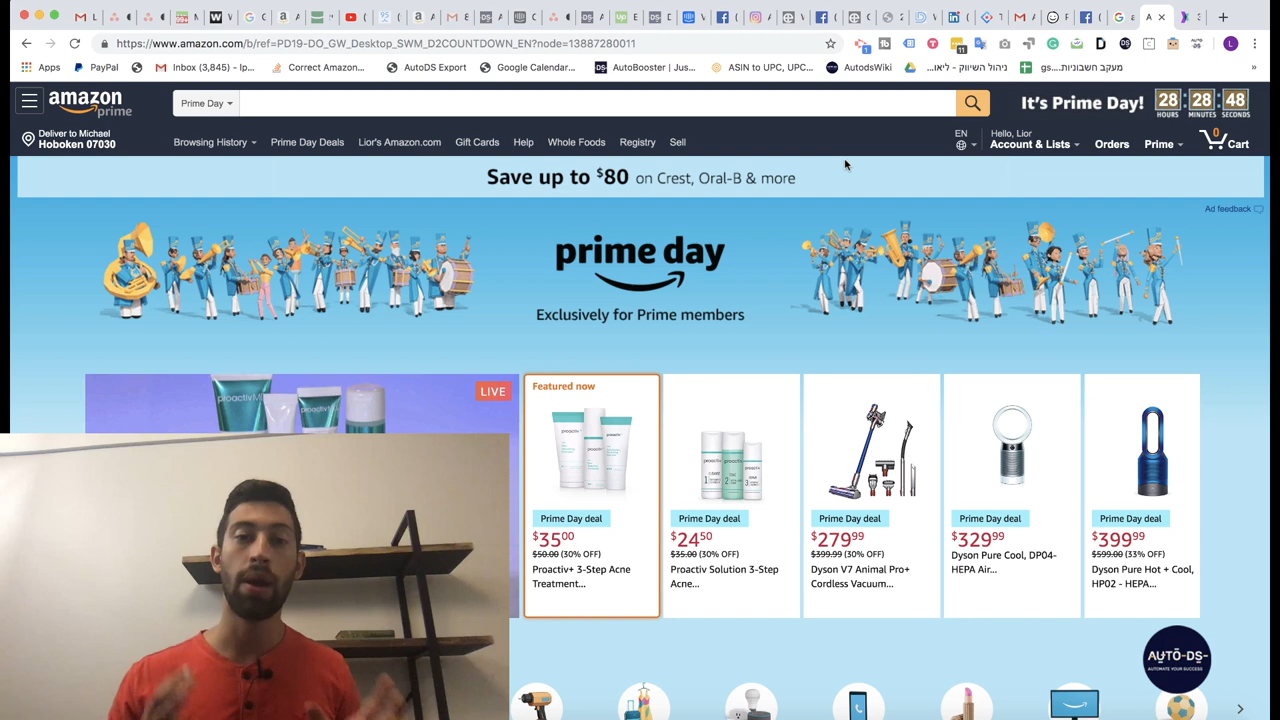 https://www.amazon.com/b/ref=PD19-DO_GW_Desktop_SWM_D2COUNTDOWN_EN?node=13887280011
Apps PayPal Inbox (3,845) - lp... Correct Amazon... AutoDS Export Google Calendar... AutoBooster | Jus... ASIN to UPC, UPC... AutodsWiki ניהול השיווק - ליאו... מעקב חשבוניות.gs...
amazon prime Prime Day It's Prime Day! 28 : 28 : 48
HOURS MINUTES SECONDS
Deliver to Michael
Hoboken 07030
Browsing History Prime Day Deals Lior's Amazon.com Gift Cards Help Whole Foods Registry Sell
EN Hello, Lior
Account & Lists Orders Prime 0 Cart
Save up to $80 on Crest, Oral-B & more
Ad feedback
prime day
Exclusively for Prime members
LIVE
proactivMD
Featured now
proactiv+
proactiv
Prime Day deal
$35 00
$50.00 (30% OFF)
Proactiv+ 3-Step Acne
Treatment...
Prime Day deal
$24 50
$35.00 (30% OFF)
Proactiv Solution 3-Step
Acne...
Prime Day deal
$279 99
$399.99 (30% OFF)
Dyson V7 Animal Pro+
Cordless Vacuum...
Prime Day deal
$329 99
Dyson Pure Cool, DP04-
HEPA Air...
Prime Day deal
$399 99
$599.00 (33% OFF)
Dyson Pure Hot + Cool,
HP02 - HEPA...
AUTO-DS-
AUTOMATE YOUR SUCCESS